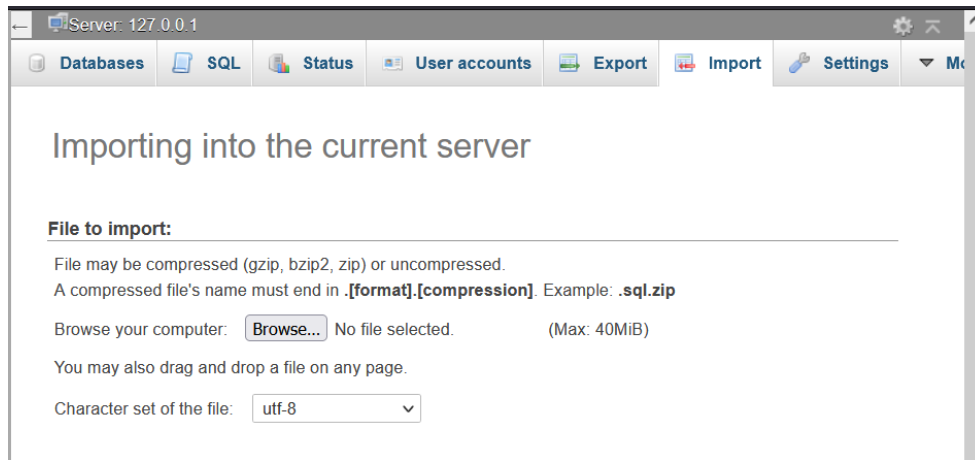 Server: 127.0.0.1
Databases SQL Status User accounts Export Import Settings
Importing into the current server
File to import:
File may be compressed (gzip, bzip2, zip) or uncompressed.
A compressed file's name must end in .[format].[compression]. Example: .sql.zip
Browse your computer: Browse... No file selected. (Max: 40MiB)
You may also drag and drop a file on any page.
Character set of the file: utf-8